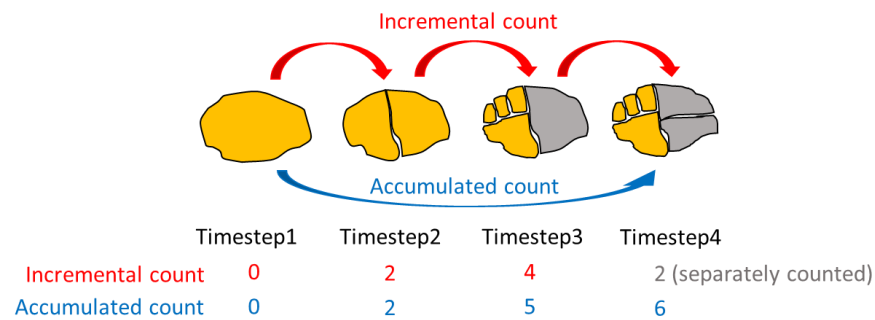 Incremental count
Accumulated count
Timestep1 Timestep2 Timestep3 Timestep4
Incremental count 0 2 4 2 (separately counted)
Accumulated count 0 2 5 6